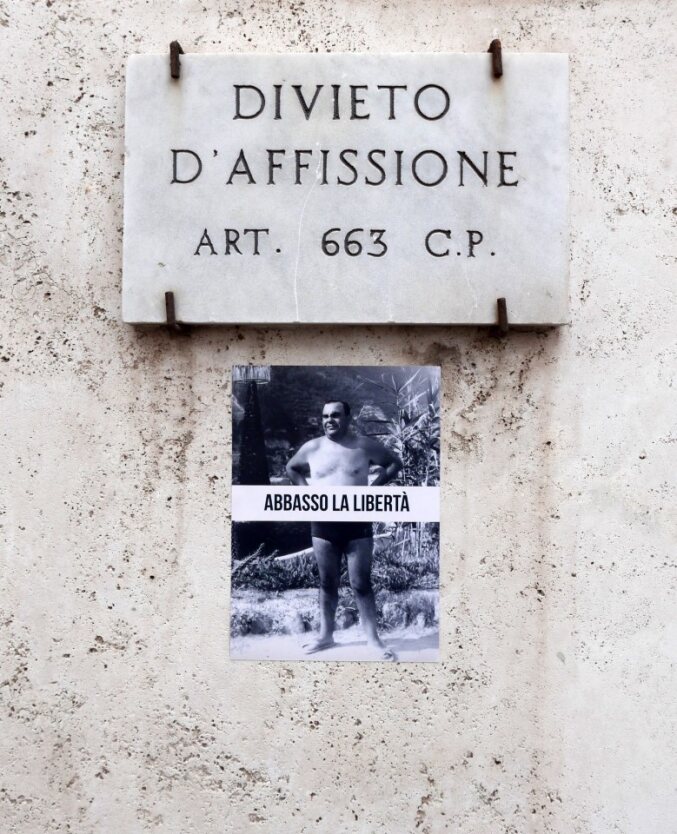 DIVIETO
D'AFFISSIONE
ART. 663 C.P.
ABBASSO LA LIBERTÀ